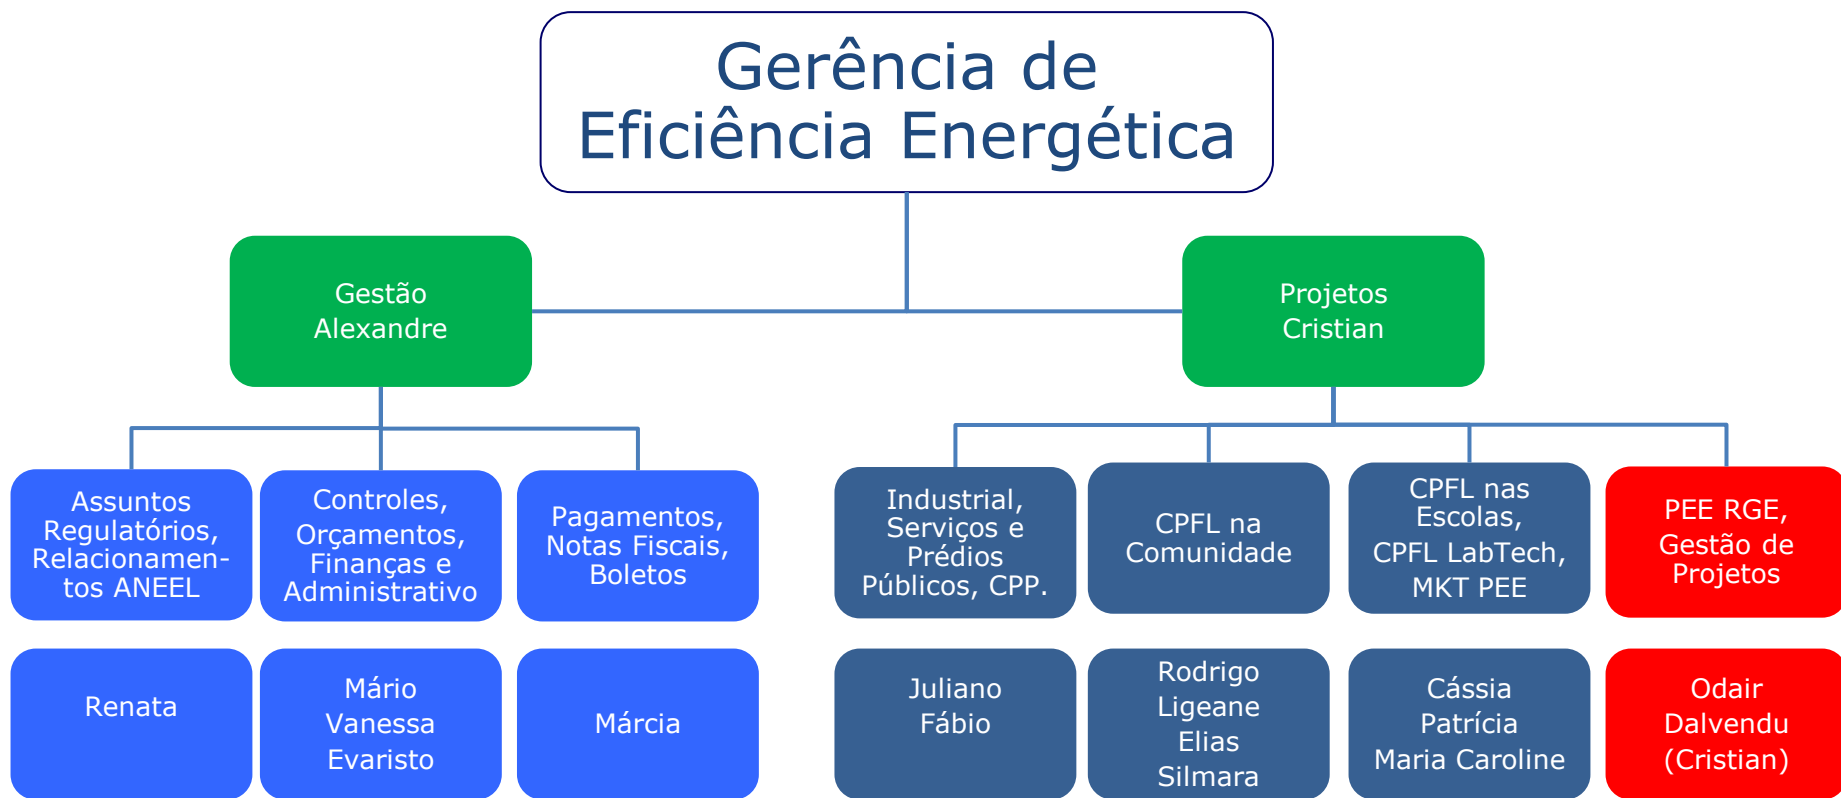 Gerência de
Eficiência Energética
Gestão
Alexandre
Projetos
Cristian
Assuntos
Regulatórios,
Relacionamen-
tos ANEEL
Controles,
Orçamentos,
Finanças e
Administrativo
Pagamentos,
Notas Fiscais,
Boletos
Industrial,
Serviços e
Prédios
Públicos, CPP.
CPFL na
Comunidade
CPFL nas
Escolas,
CPFL LabTech,
MKT PEE
PEE RGE,
Gestão de
Projetos
Renata
Mário
Vanessa
Evaristo
Márcia
Juliano
Fábio
Rodrigo
Ligeane
Elias
Silmara
Cássia
Patrícia
Maria Caroline
Odair
Dalvendu
(Cristian)